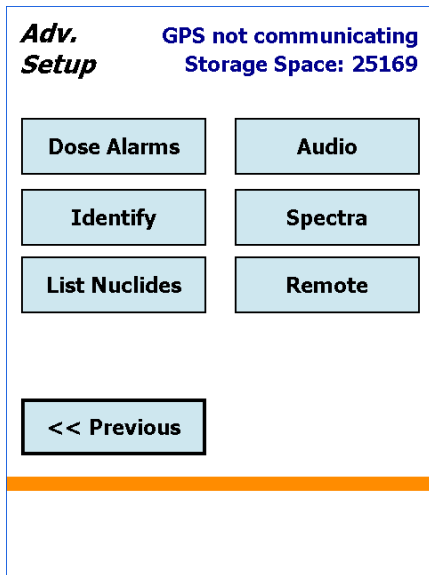 Adv. GPS not communicating
Setup Storage Space: 25169
Dose Alarms Audio
Identify Spectra
List Nuclides Remote
<< Previous